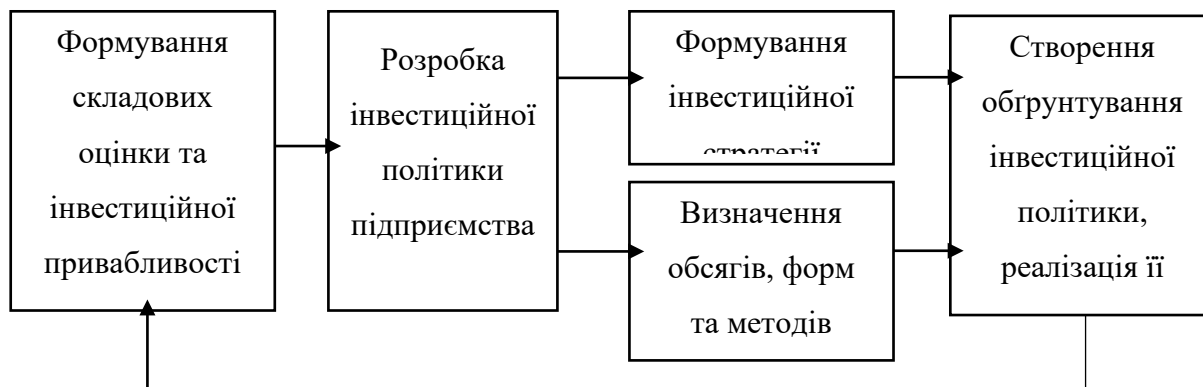 Формування
складових
оцінки та
інвестиційної
привабливості
Розробка
інвестиційної
політики
підприємства
Формування
інвестиційної
стратегії
Визначення
обсягів, форм
та методів
Створення
обґрунтування
інвестиційної
політики,
реалізація її